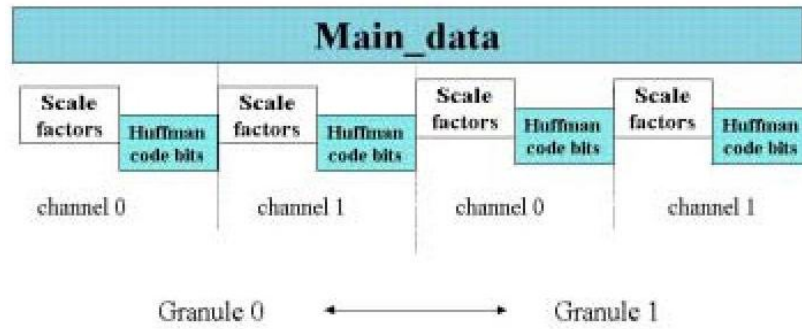 Main_data
Scale factors
Huffman code bits
Scale factors
Huffman code bits
Scale factors
Huffman code bits
Scale factors
Huffman code bits
channel 0
channel 1
channel 0
channel 1
Granule 0
Granule 1